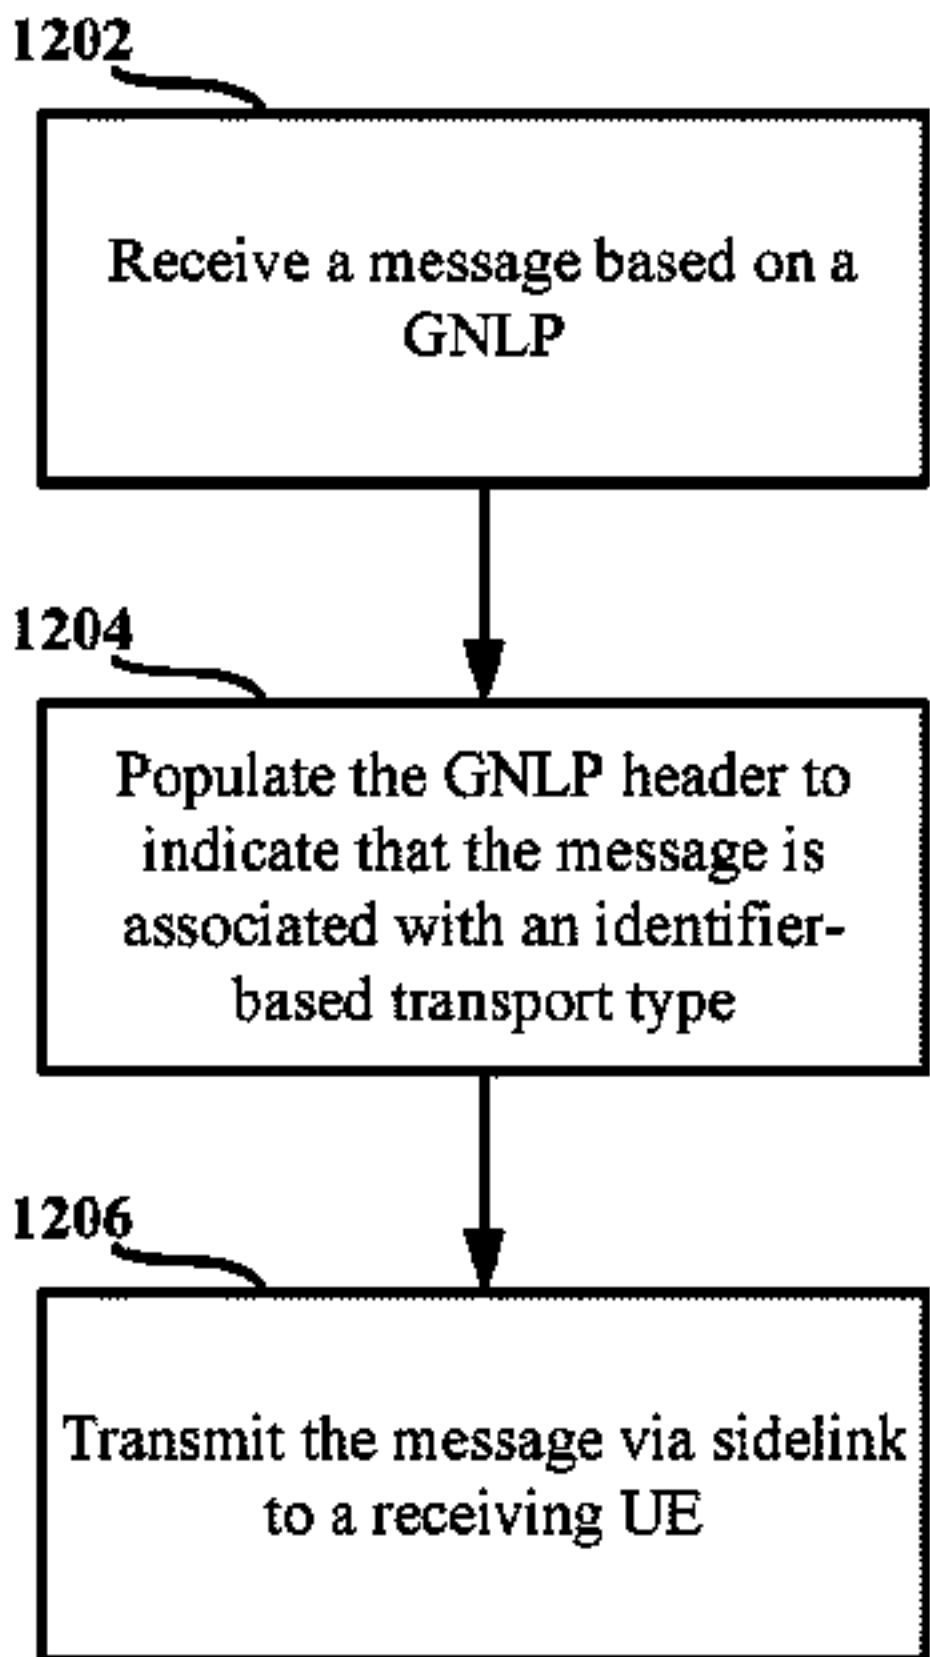 1202
Receive a message based on a
GNLP
1204
Populate the GNLP header to
indicate that the message is
associated with an identifier-
based transport type
1206
Transmit the message via sidelink
to a receiving UE